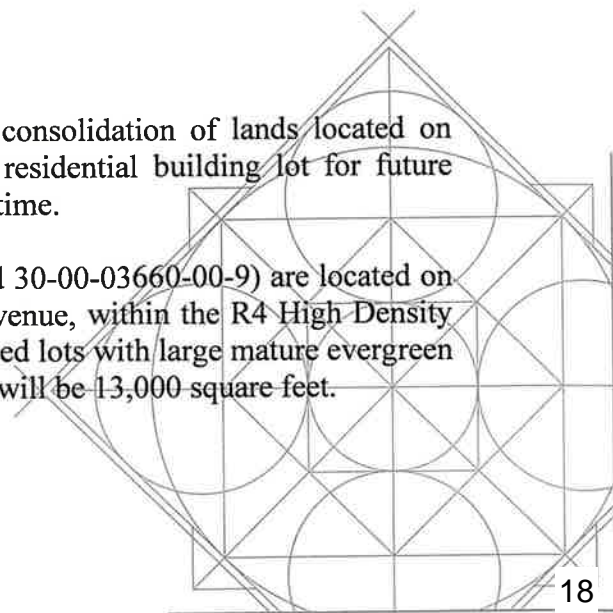 consolidation of lands located on
residential building lot for future
time.
30-00-03660-00-9) are located on
venue, within the R4 High Density
ed lots with large mature evergreen
will be 13,000 square feet.
18